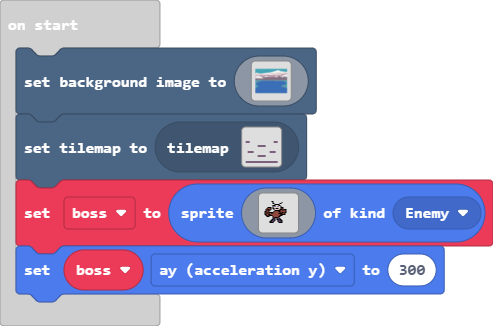 on start
set background image to
set tilemap to tilemap
set boss to sprite of kind Enemy
set boss ay (acceleration y) to 300